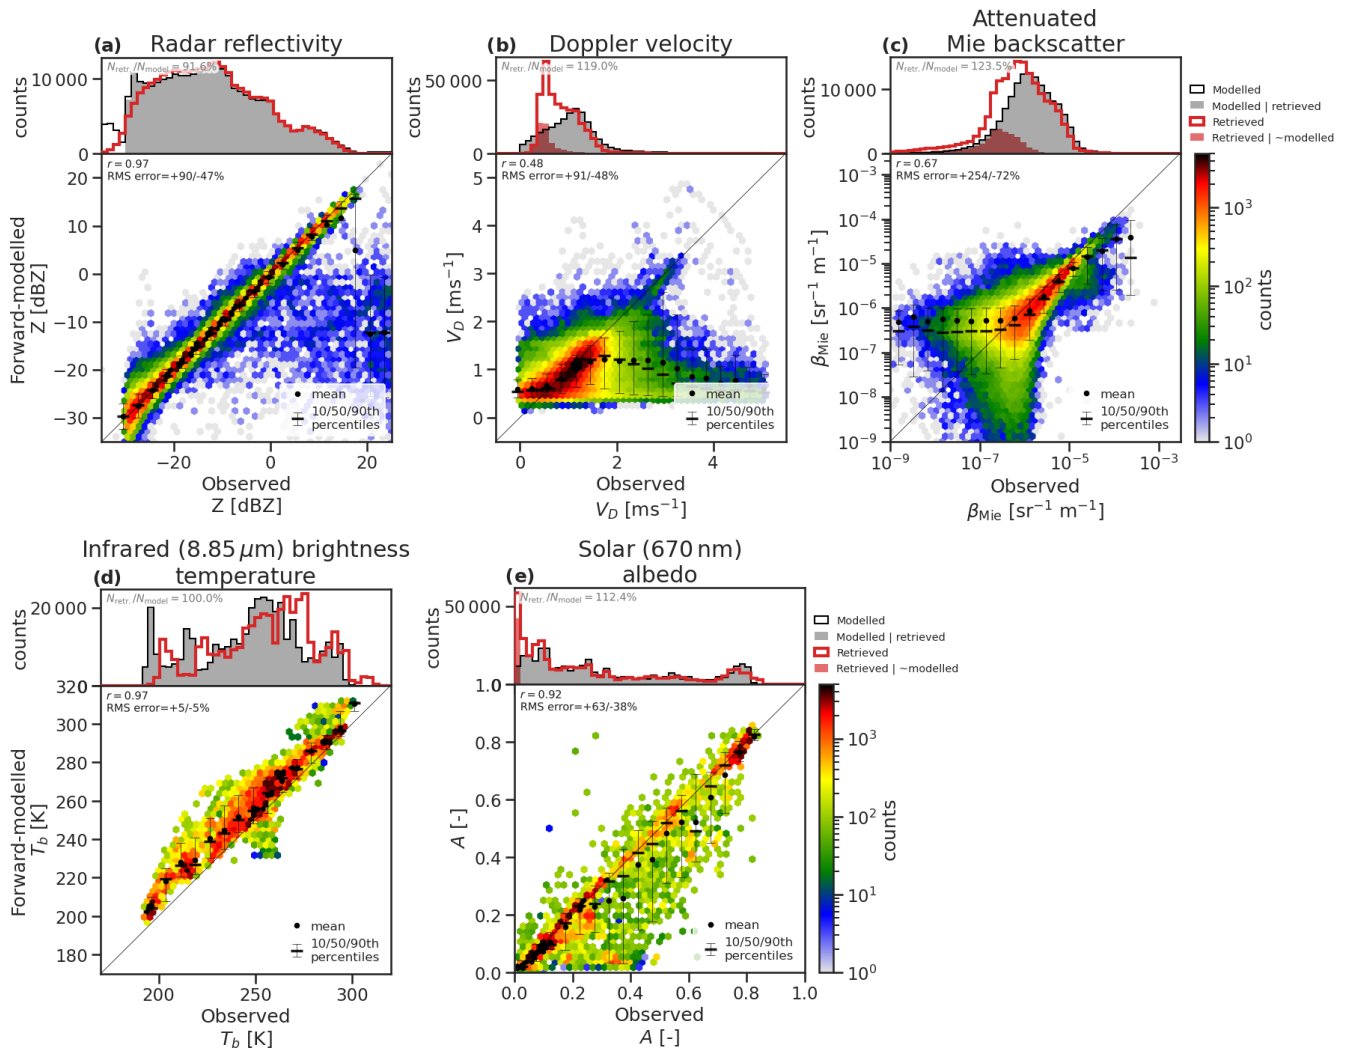 (a) Radar reflectivity
N_retr./N_model = 91.6%
10 000
0
counts
r = 0.97
RMS error=+90/-47%
20
10
0
−10
−20
−30
Forward-modelled
Z [dBZ]
mean
10/50/90th
percentiles
−20 0 20
Observed
Z [dBZ]
(b) Doppler velocity
N_retr./N_model = 119.0%
50 000
0
counts
r = 0.48
RMS error=+91/-48%
5
4
3
2
1
0
V_D [ms⁻¹]
mean
10/50/90th
percentiles
0 2 4
Observed
V_D [ms⁻¹]
Attenuated
(c) Mie backscatter
N_retr./N_model = 123.5%
10 000
0
counts
r = 0.67
RMS error=+254/-72%
10⁻³
10⁻⁴
10⁻⁵
10⁻⁶
10⁻⁷
10⁻⁸
10⁻⁹
β_Mie [sr⁻¹ m⁻¹]
mean
10/50/90th
percentiles
10⁻⁹ 10⁻⁷ 10⁻⁵ 10⁻³
Observed
β_Mie [sr⁻¹ m⁻¹]
Modelled
Modelled | retrieved
Retrieved
Retrieved | ~modelled
10³
10²
10¹
10⁰
counts
Infrared (8.85 μm) brightness
(d) temperature
N_retr./N_model = 100.0%
20 000
0
counts
r = 0.97
RMS error=+5/-5%
320
300
280
260
240
220
200
180
Forward-modelled
T_b [K]
mean
10/50/90th
percentiles
200 250 300
Observed
T_b [K]
Solar (670 nm)
(e) albedo
N_retr./N_model = 112.4%
50 000
0
counts
r = 0.92
RMS error=+63/-38%
1.0
0.8
0.6
0.4
0.2
0.0
A [-]
mean
10/50/90th
percentiles
0.0 0.2 0.4 0.6 0.8 1.0
Observed
A [-]
Modelled
Modelled | retrieved
Retrieved
Retrieved | ~modelled
10³
10²
10¹
10⁰
counts